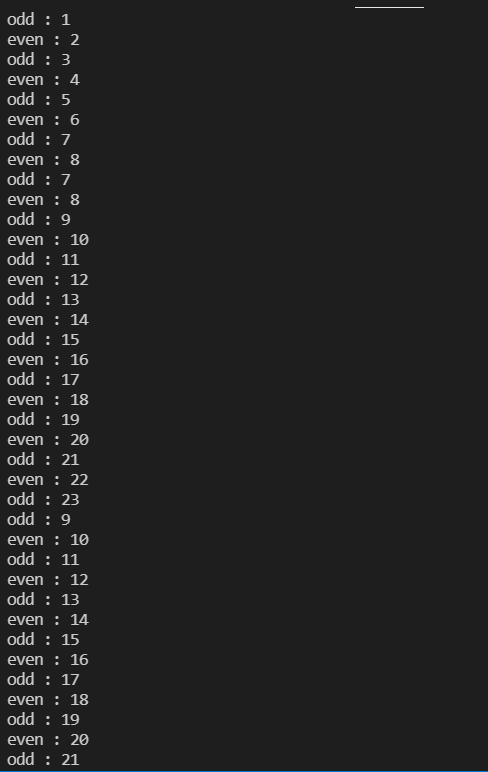 odd : 1
even : 2
odd : 3
even : 4
odd : 5
even : 6
odd : 7
even : 8
odd : 7
even : 8
odd : 9
even : 10
odd : 11
even : 12
odd : 13
even : 14
odd : 15
even : 16
odd : 17
even : 18
odd : 19
even : 20
odd : 21
even : 22
odd : 23
odd : 9
even : 10
odd : 11
even : 12
odd : 13
even : 14
odd : 15
even : 16
odd : 17
even : 18
odd : 19
even : 20
odd : 21